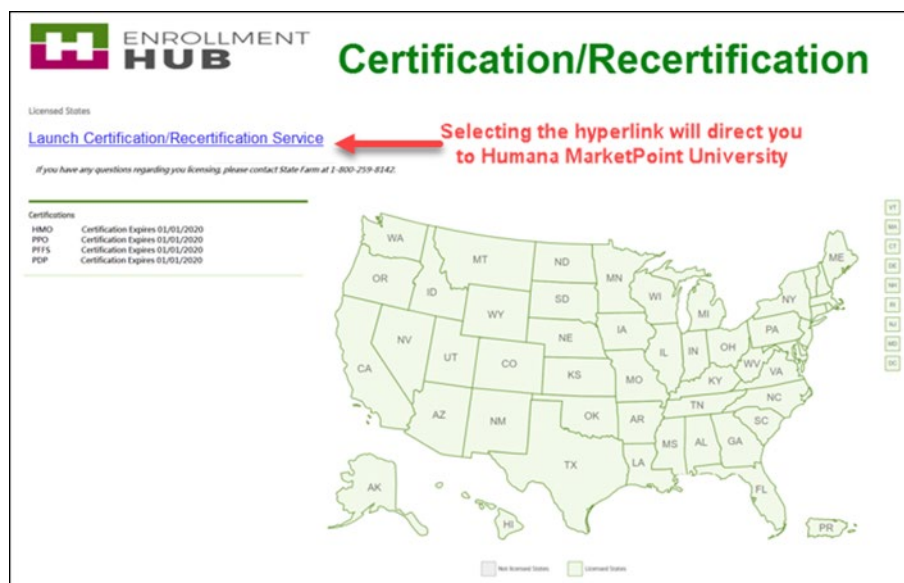 ENROLLMENT
HUB
Certification/Recertification
Licensed States
Launch Certification/Recertification Service
Selecting the hyperlink will direct you
to Humana MarketPoint University
If you have any questions regarding you licensing, please contact State Farm at 1-800-259-8142.
Certifications
HMO Certification Expires 01/01/2020
PPO Certification Expires 01/01/2020
PFFS Certification Expires 01/01/2020
PDP Certification Expires 01/01/2020
WA
MT
ND
MN
ME
OR
ID
SD
WI
MI
NY
WY
IA
PA
NV
NE
IL
IN
OH
UT
CO
WV
VA
CA
KS
MO
KY
NC
AZ
NM
OK
AR
TN
SC
MS
AL
GA
TX
LA
FL
AK
HI
PR
VT
MA
CT
DE
NH
RI
NJ
MD
DC
Not licensed States
Licensed States